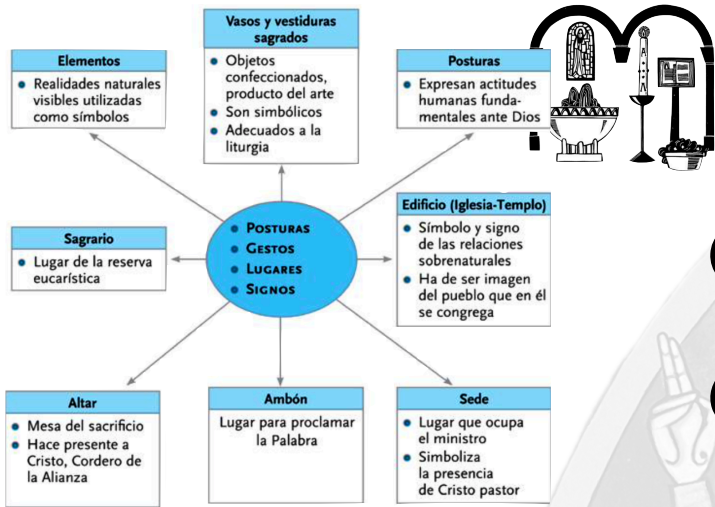 Vasos y vestiduras
sagrados
• Objetos
confeccionados,
producto del arte
• Son simbólicos
• Adecuados a la
liturgia
Elementos
• Realidades naturales
visibles utilizadas
como símbolos
Posturas
• Expresan actitudes
humanas funda-
mentales ante Dios
Sagrario
• Lugar de la reserva
eucarística
• POSTURAS
• GESTOS
• LUGARES
• SIGNOS
Edificio (Iglesia-Templo)
• Símbolo y signo
de las relaciones
sobrenaturales
• Ha de ser imagen
del pueblo que en él
se congrega
Altar
• Mesa del sacrificio
• Hace presente a
Cristo, Cordero de
la Alianza
Ambón
Lugar para proclamar
la Palabra
Sede
• Lugar que ocupa
el ministro
• Simboliza
la presencia
de Cristo pastor